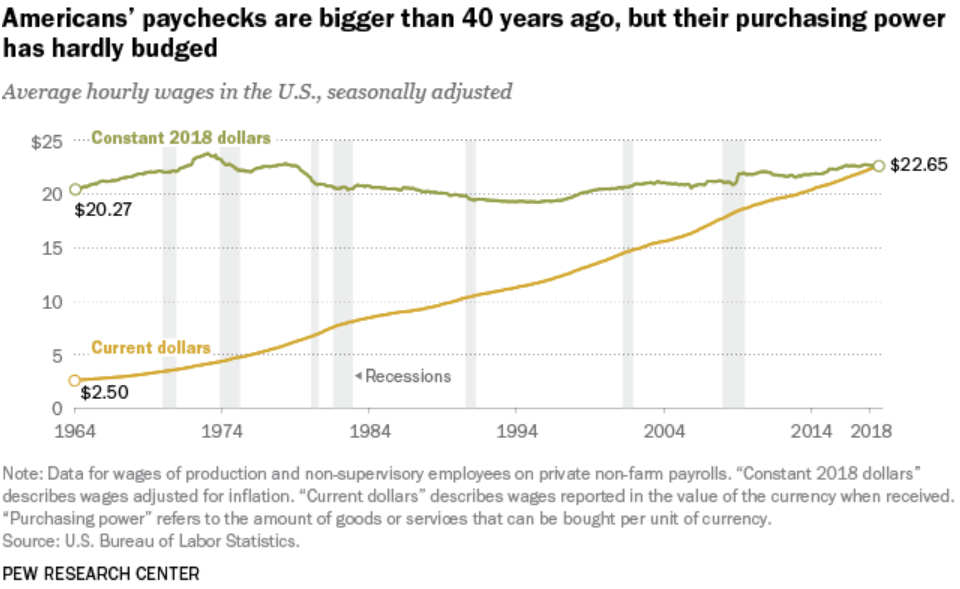 Americans’ paychecks are bigger than 40 years ago, but their purchasing power
has hardly budged
Average hourly wages in the U.S., seasonally adjusted
$25
Constant 2018 dollars
$22.65
20
$20.27
15
10
Current dollars
5
◄ Recessions
$2.50
0
1964 1974 1984 1994 2004 2014 2018
Note: Data for wages of production and non-supervisory employees on private non-farm payrolls. “Constant 2018 dollars”
describes wages adjusted for inflation. “Current dollars” describes wages reported in the value of the currency when received.
“Purchasing power” refers to the amount of goods or services that can be bought per unit of currency.
Source: U.S. Bureau of Labor Statistics.
PEW RESEARCH CENTER